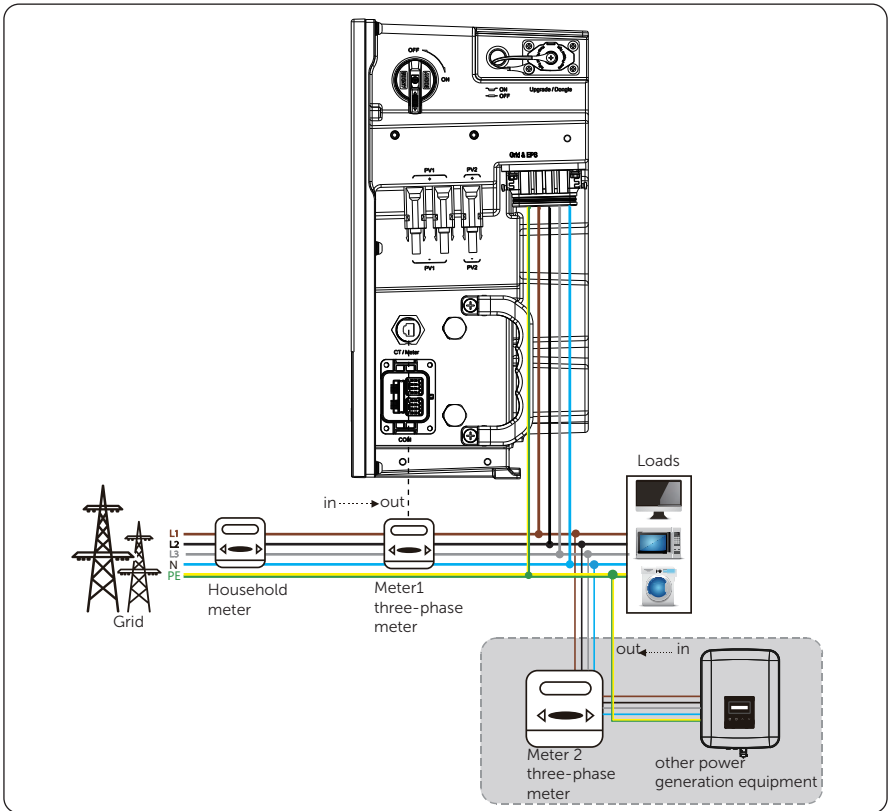 OFF
ON
ON
OFF
Upgrade / Dongle
Grid & EPS
PV1
PV2
+
+
-
-
PV1
PV2
CT / Meter
COM
Loads
in
out
L1
L2
L3
N
PE
Grid
Household
meter
Meter1
three-phase
meter
out
in
Meter 2
three-phase
meter
other power
generation equipment